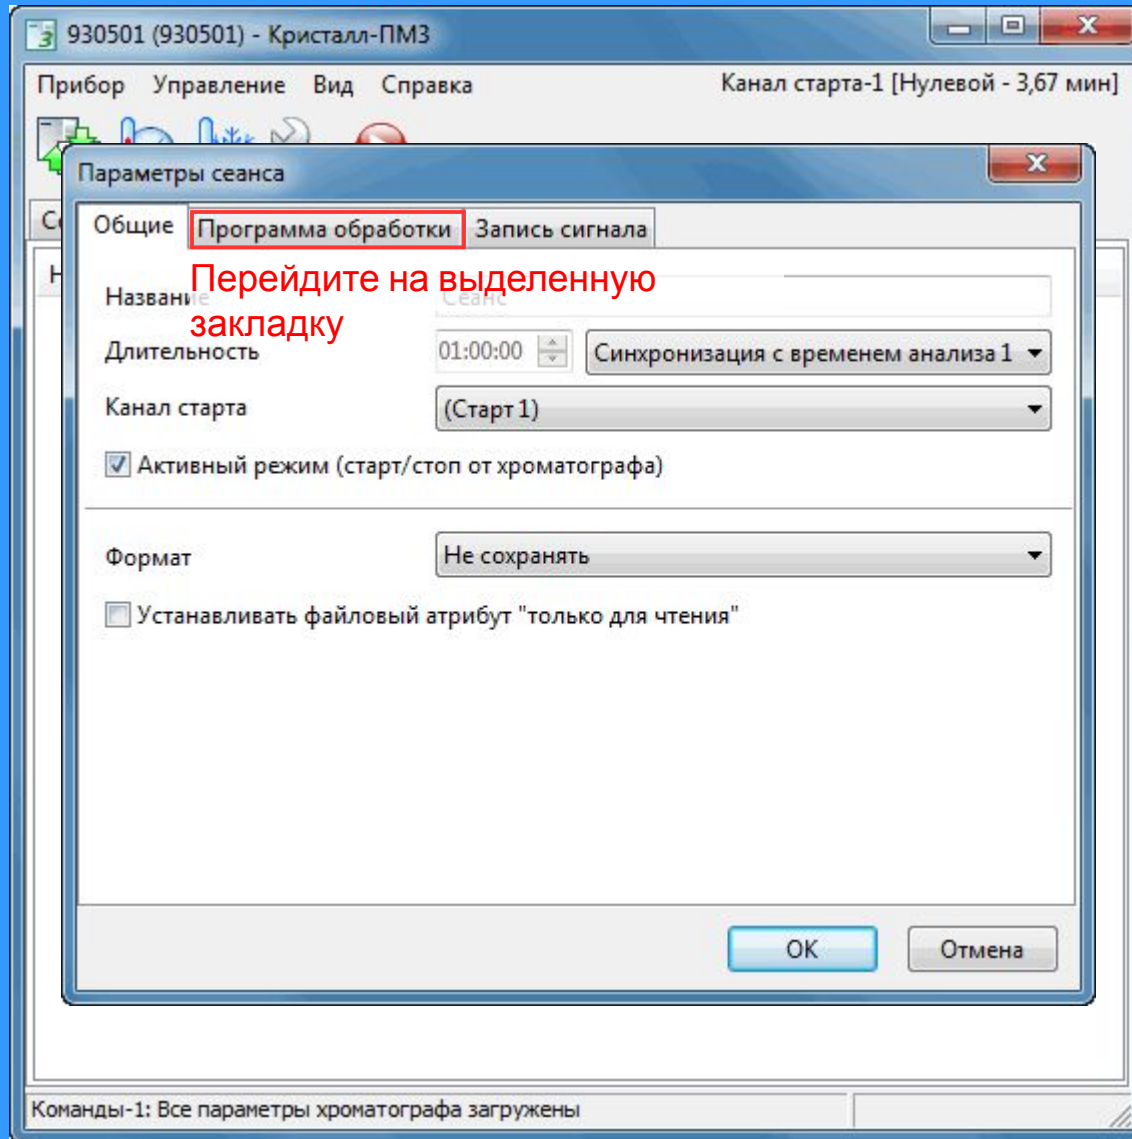 930501 (930501) - Кристалл-ПМЗ
Прибор Управление Вид Справка Канал старта-1 [Нулевой - 3,67 мин]
Параметры сеанса
Общие Программа обработки Запись сигнала
Перейдите на выделенную
закладку
Название Сеанс
Длительность 01:00:00 Синхронизация с временем анализа 1
Канал старта (Старт 1)
Активный режим (старт/стоп от хроматографа)
Формат Не сохранять
Устанавливать файловый атрибут "только для чтения"
OK Отмена
Команды-1: Все параметры хроматографа загружены